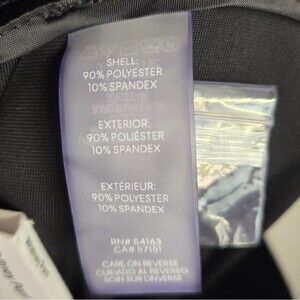 SHELL:
90% POLYESTER
10% SPANDEX
EXTERIOR:
90% POLIÉSTER
10% SPANDEX
EXTÉRIEUR:
90% POLYESTER
10% SPANDEX
RN# 54163
CA# 57151
CARE ON REVERSE
CUIDADO AL REVERSO
SOIN SUR L'ENVERS